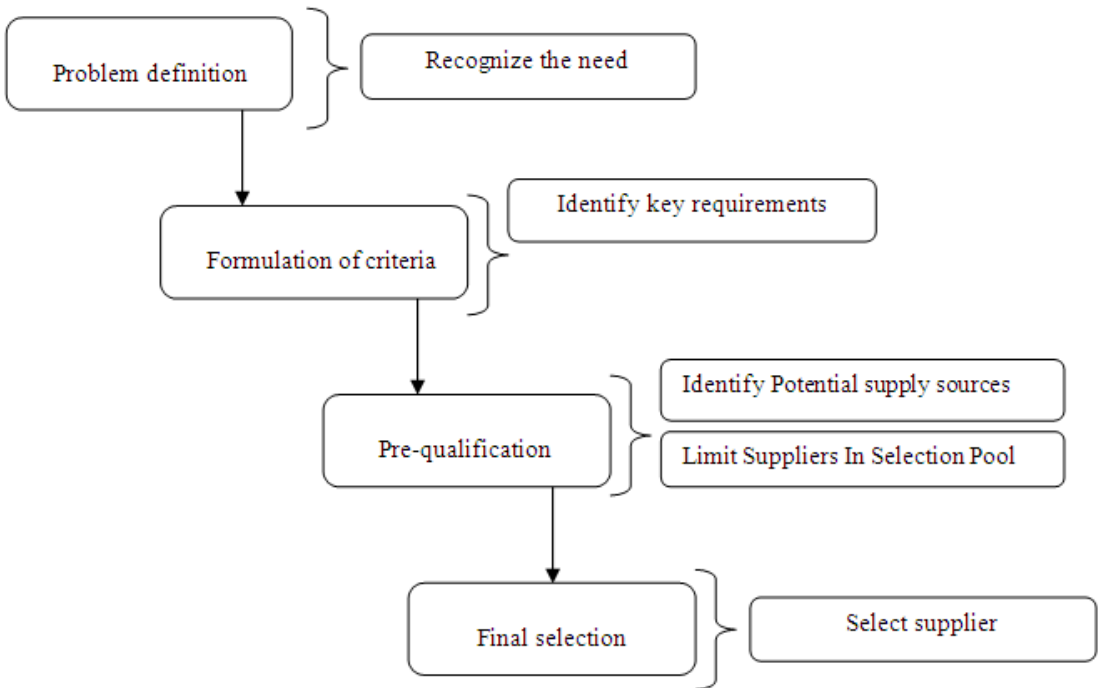 Problem definition
Recognize the need
Formulation of criteria
Identify key requirements
Pre-qualification
Identify Potential supply sources
Limit Suppliers In Selection Pool
Final selection
Select supplier